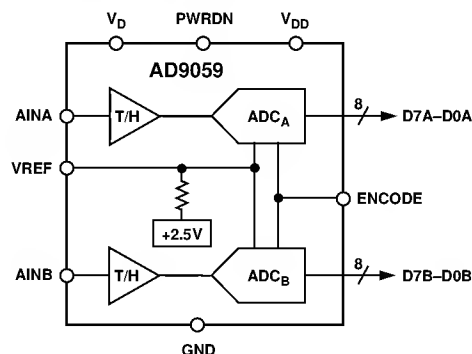 V_D PWRDN V_DD
AD9059
AINA T/H ADC_A 8 D7A–D0A
VREF
ENCODE
+2.5V
AINB T/H ADC_B 8 D7B–D0B
GND